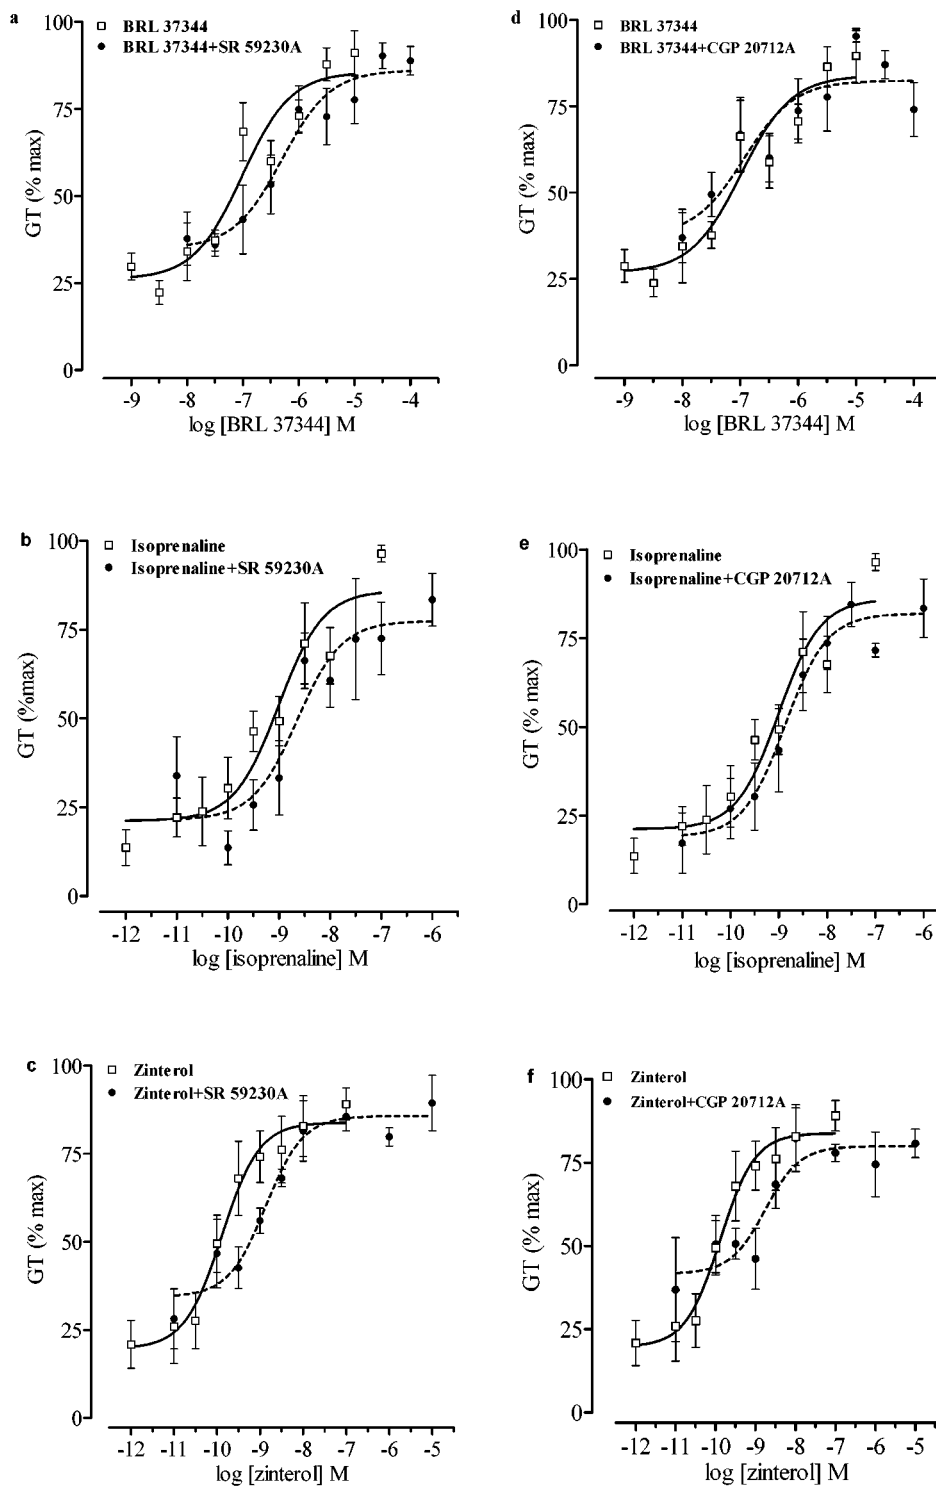 a
BRL 37344
BRL 37344+SR 59230A
GT (% max)
100
75
50
25
0
-9 -8 -7 -6 -5 -4
log [BRL 37344] M
d
BRL 37344
BRL 37344+CGP 20712A
GT (% max)
100
75
50
25
0
-9 -8 -7 -6 -5 -4
log [BRL 37344] M
b
Isoprenaline
Isoprenaline+SR 59230A
GT (%max)
100
75
50
25
0
-12 -11 -10 -9 -8 -7 -6
log [isoprenaline] M
e
Isoprenaline
Isoprenaline+CGP 20712A
GT (% max)
100
75
50
25
0
-12 -11 -10 -9 -8 -7 -6
log [isoprenaline] M
c
Zinterol
Zinterol+SR 59230A
GT (% max)
100
75
50
25
0
-12 -11 -10 -9 -8 -7 -6 -5
log [zinterol] M
f
Zinterol
Zinterol+CGP 20712A
GT (% max)
100
75
50
25
0
-12 -11 -10 -9 -8 -7 -6 -5
log [zinterol] M